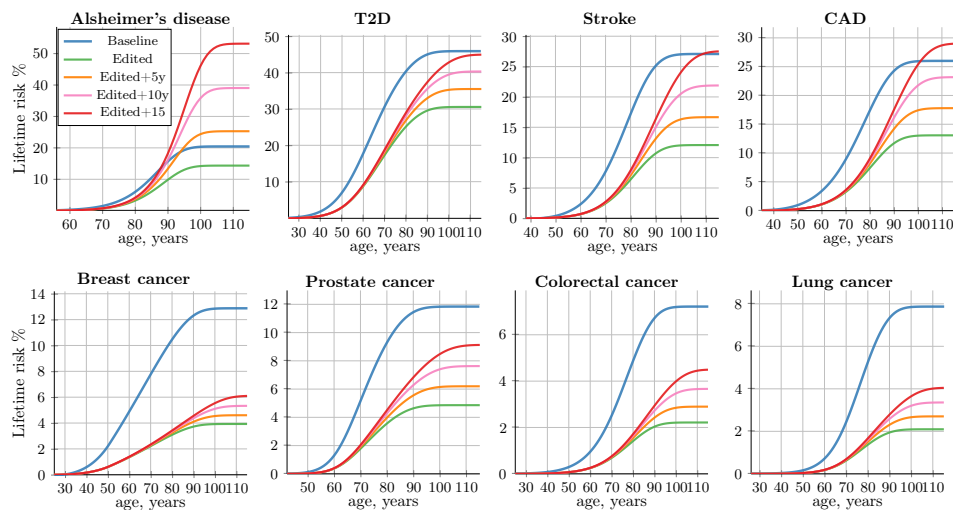 Alsheimer's disease
Lifetime risk %
50
40
30
20
10
Baseline
Edited
Edited+5y
Edited+10y
Edited+15
60 70 80 90 100 110
age, years
T2D
50
40
30
20
10
30 40 50 60 70 80 90 100 110
age, years
Stroke
30
25
20
15
10
5
0
40 50 60 70 80 90 100 110
age, years
CAD
30
25
20
15
10
5
0
40 50 60 70 80 90 100 110
age, years
Breast cancer
Lifetime risk %
14
12
10
8
6
4
2
0
30 40 50 60 70 80 90 100 110
age, years
Prostate cancer
12
10
8
6
4
2
0
50 60 70 80 90 100 110
age, years
Colorectal cancer
6
4
2
0
30 40 50 60 70 80 90 100 110
age, years
Lung cancer
8
6
4
2
0
30 40 50 60 70 80 90 100 110
age, years